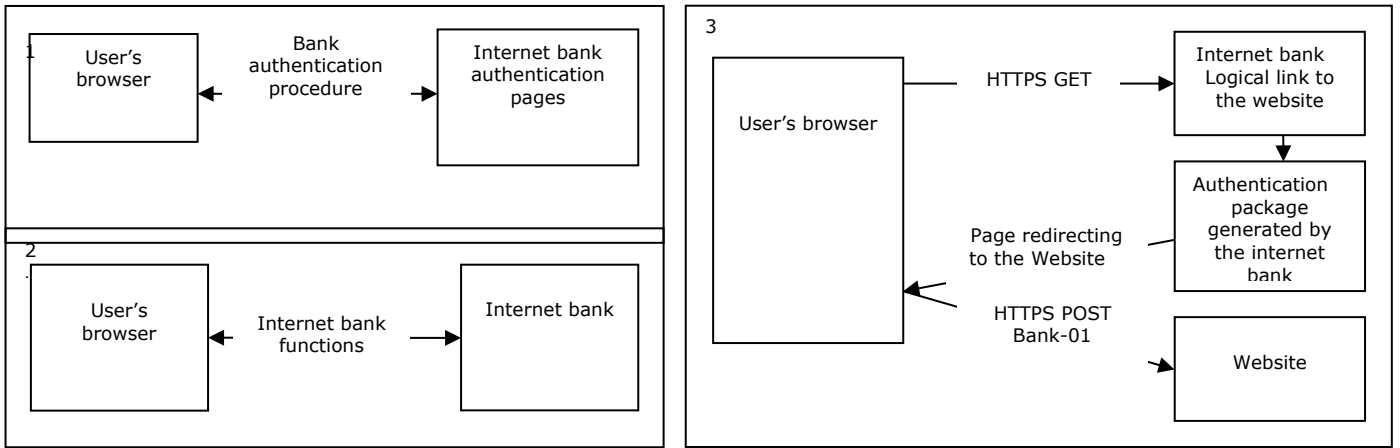 1
User's
browser
Bank
authentication
procedure
Internet bank
authentication
pages
2
.
User's
browser
Internet bank
functions
Internet bank
3
User's browser
HTTPS GET
Internet bank
Logical link to
the website
Authentication
package
generated by
the internet
bank
Page redirecting
to the Website
HTTPS POST
Bank-01
Website